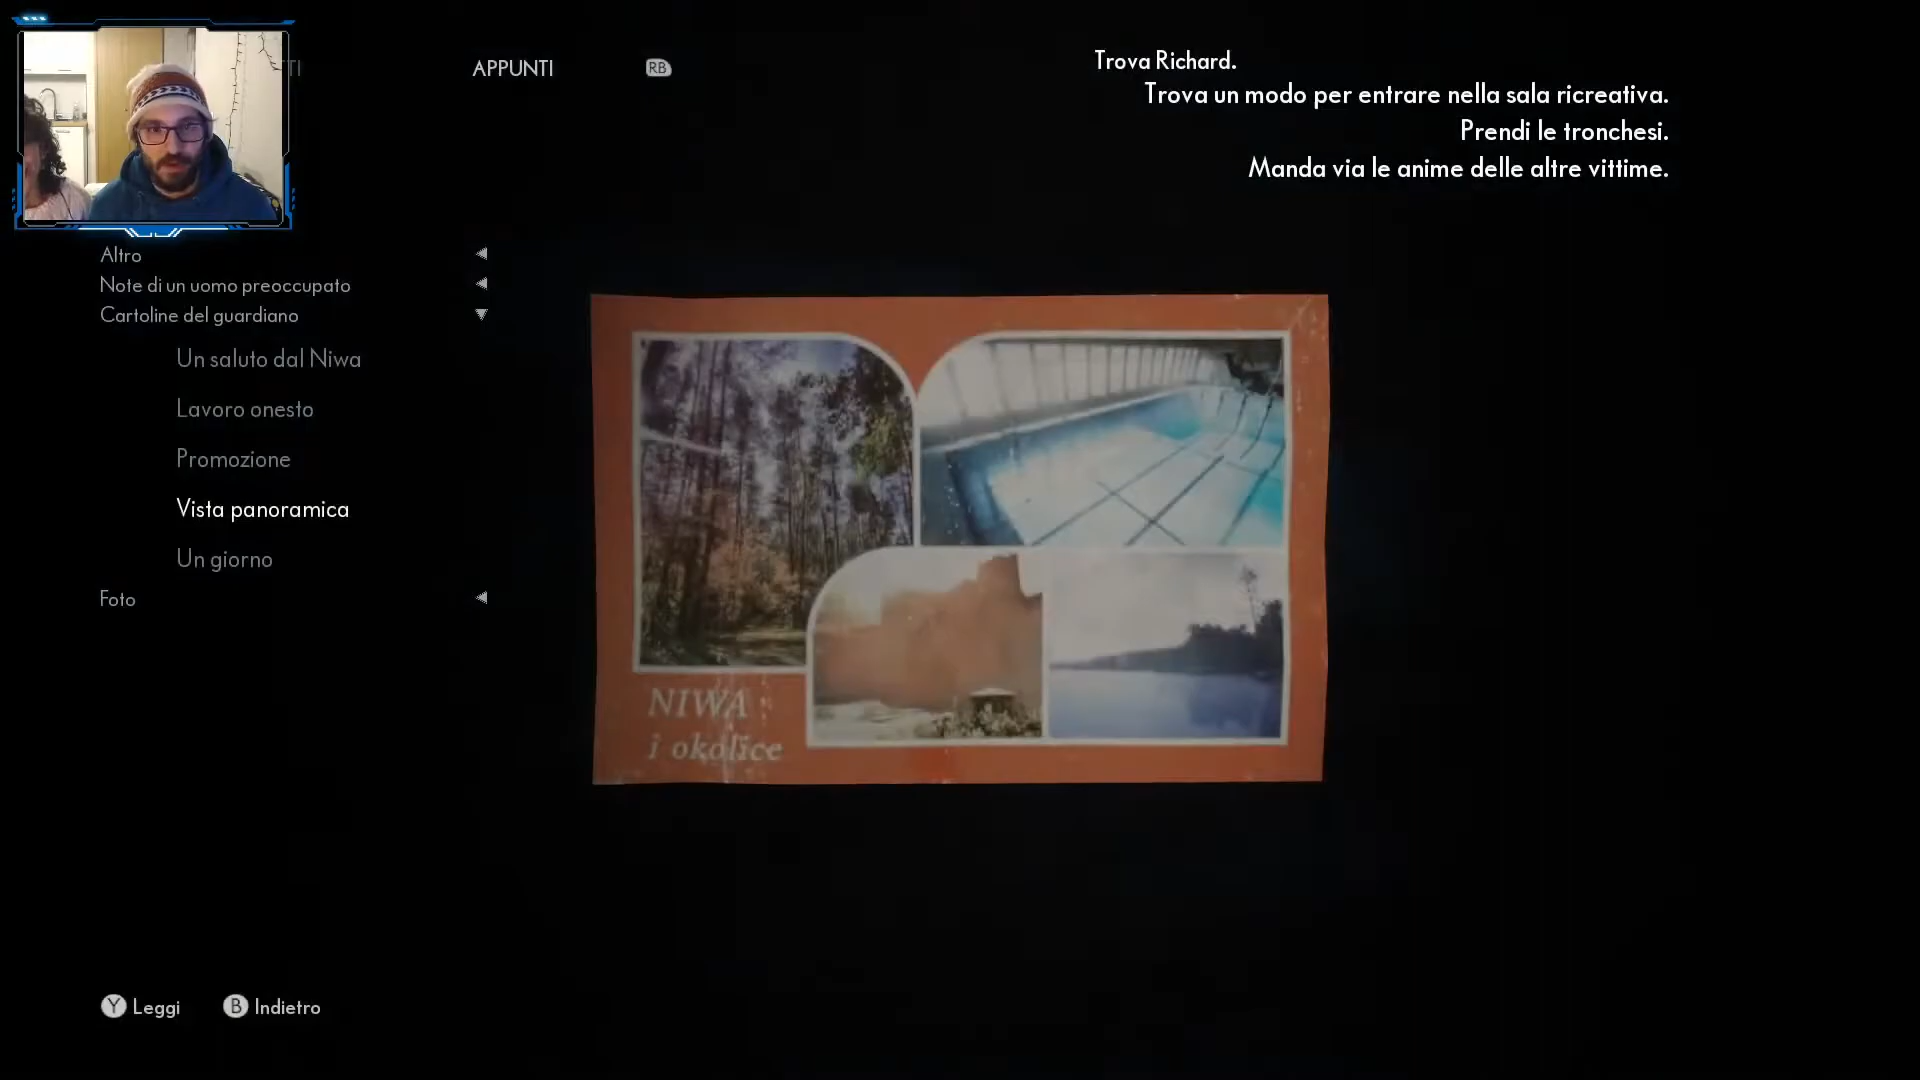 TI
APPUNTI
RB
Trova Richard.
Trova un modo per entrare nella sala ricreativa.
Prendi le tronchesi.
Manda via le anime delle altre vittime.
Altro
Note di un uomo preoccupato
Cartoline del guardiano
Un saluto dal Niwa
Lavoro onesto
Promozione
Vista panoramica
Un giorno
Foto
NIWA
i okolice
Y Leggi
B Indietro